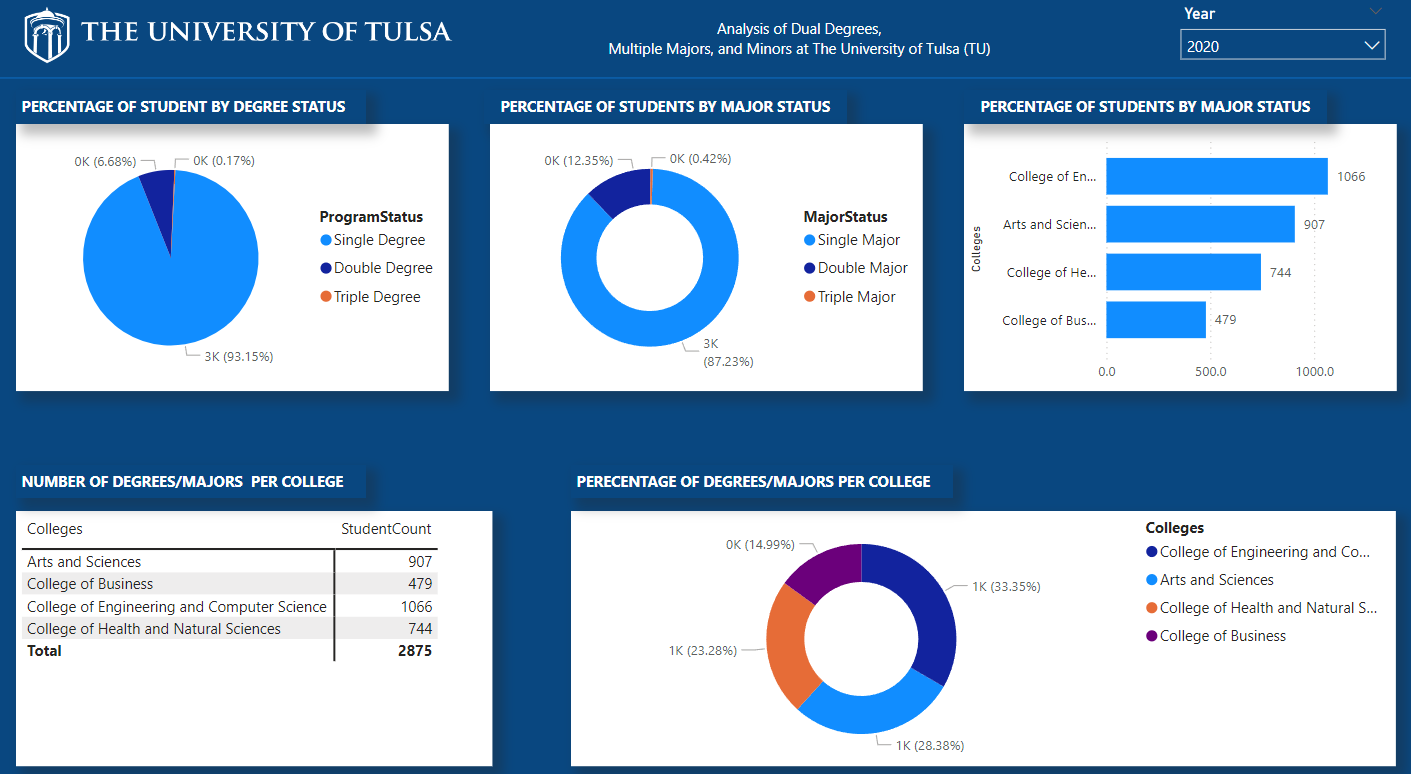 THE UNIVERSITY OF TULSA
Analysis of Dual Degrees,
Multiple Majors, and Minors at The University of Tulsa (TU)
Year
2020
PERCENTAGE OF STUDENT BY DEGREE STATUS
0K (6.68%)
0K (0.17%)
3K (93.15%)
ProgramStatus
Single Degree
Double Degree
Triple Degree
PERCENTAGE OF STUDENTS BY MAJOR STATUS
0K (12.35%)
0K (0.42%)
3K
(87.23%)
MajorStatus
Single Major
Double Major
Triple Major
PERCENTAGE OF STUDENTS BY MAJOR STATUS
Colleges
College of En... 1066
Arts and Scien... 907
College of He... 744
College of Bus... 479
0.0 500.0 1000.0
NUMBER OF DEGREES/MAJORS PER COLLEGE
Colleges StudentCount
Arts and Sciences 907
College of Business 479
College of Engineering and Computer Science 1066
College of Health and Natural Sciences 744
Total 2875
PERECENTAGE OF DEGREES/MAJORS PER COLLEGE
0K (14.99%)
1K (33.35%)
1K (23.28%)
1K (28.38%)
Colleges
College of Engineering and Co...
Arts and Sciences
College of Health and Natural S...
College of Business